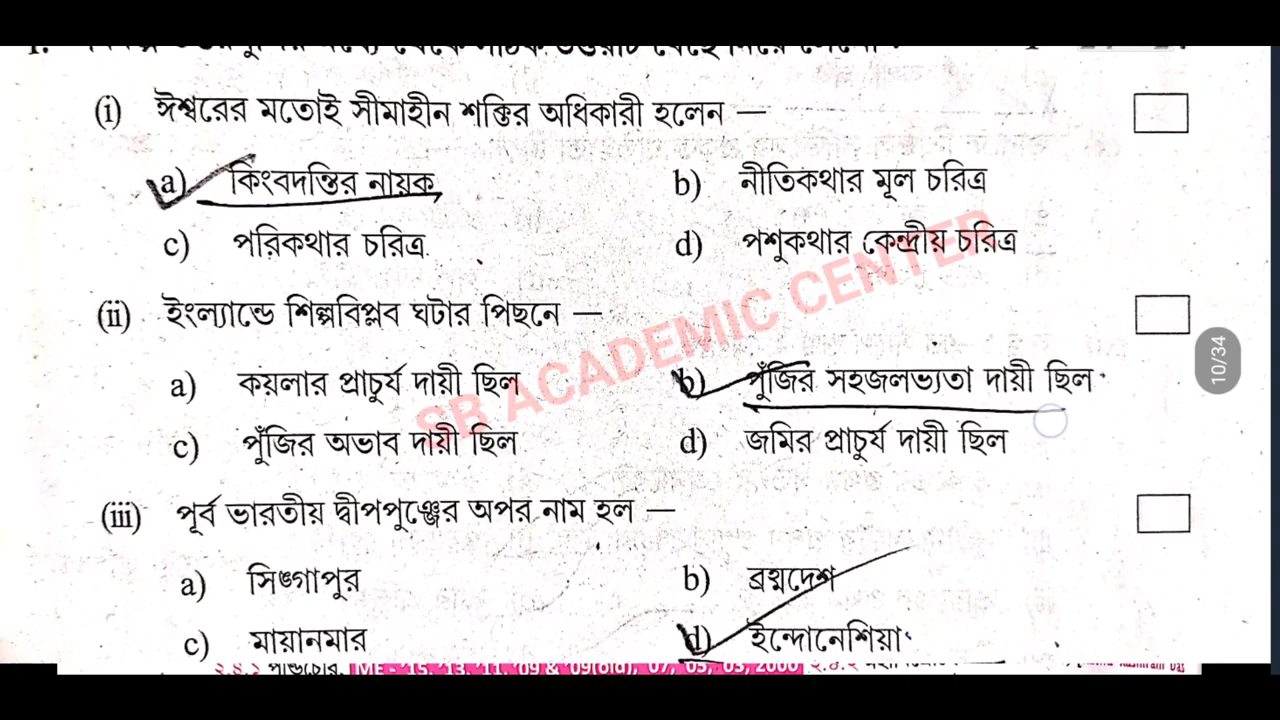 (i) ঈশ্বরের মতোই সীমাহীন শক্তির অধিকারী হলেন —
a) কিংবদন্তির নায়ক b) নীতিকথার মূল চরিত্র
c) পরিকথার চরিত্র d) পশুকথার কেন্দ্রীয় চরিত্র
SB ACADEMIC CENTER
(ii) ইংল্যান্ডে শিল্পবিপ্লব ঘটার পিছনে —
a) কয়লার প্রাচুর্য দায়ী ছিল b) পুঁজির সহজলভ্যতা দায়ী ছিল
10/34
c) পুঁজির অভাব দায়ী ছিল d) জমির প্রাচুর্য দায়ী ছিল
(iii) পূর্ব ভারতীয় দ্বীপপুঞ্জের অপর নাম হল —
a) সিঙ্গাপুর b) ব্রহ্মদেশ
c) মায়ানমার d) ইন্দোনেশিয়া